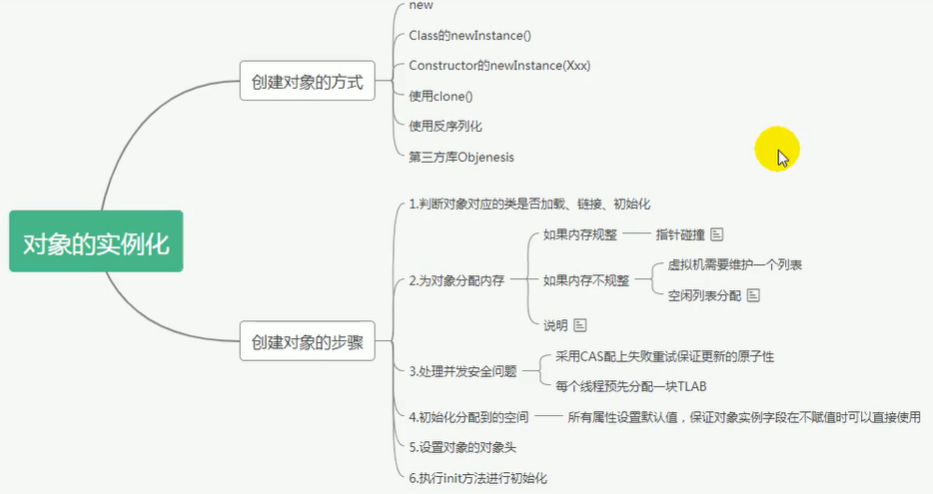 对象的实例化
创建对象的方式
new
Class的newInstance()
Constructor的newInstance(Xxx)
使用clone()
使用反序列化
第三方库Objenesis
创建对象的步骤
1.判断对象对应的类是否加载、链接、初始化
2.为对象分配内存
如果内存规整
指针碰撞
如果内存不规整
虚拟机需要维护一个列表
空闲列表分配
说明
3.处理并发安全问题
采用CAS配上失败重试保证更新的原子性
每个线程预先分配一块TLAB
4.初始化分配到的空间
所有属性设置默认值，保证对象实例字段在不赋值时可以直接使用
5.设置对象的对象头
6.执行init方法进行初始化